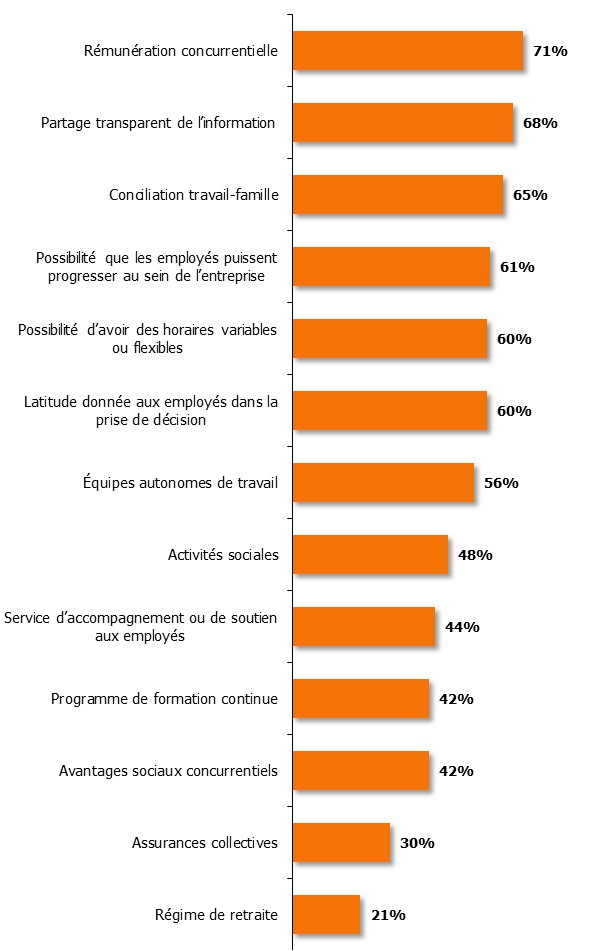 Rémunération concurrentielle
71%
Partage transparent de l’information
68%
Conciliation travail-famille
65%
Possibilité que les employés puissent
progresser au sein de l’entreprise
61%
Possibilité d’avoir des horaires variables
ou flexibles
60%
Latitude donnée aux employés dans la
prise de décision
60%
Équipes autonomes de travail
56%
Activités sociales
48%
Service d’accompagnement ou de soutien
aux employés
44%
Programme de formation continue
42%
Avantages sociaux concurrentiels
42%
Assurances collectives
30%
Régime de retraite
21%